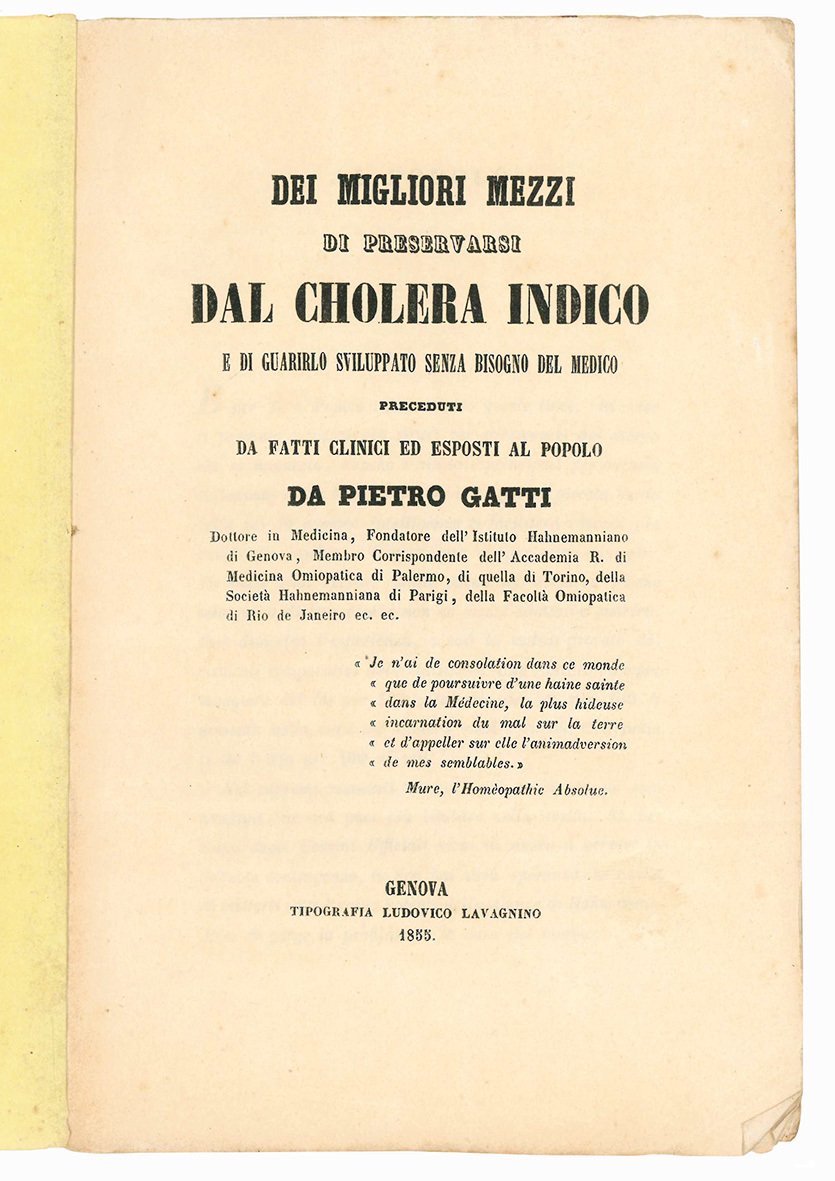 DEI MIGLIORI MEZZI
DI PRESERVARSI
DAL CHOLERA INDICO
E DI GUARIRLO SVILUPPATO SENZA BISOGNO DEL MEDICO
PRECEDUTI
DA FATTI CLINICI ED ESPOSTI AL POPOLO
DA PIETRO GATTI
Dottore in Medicina, Fondatore dell' Istituto Hahnemanniano
di Genova, Membro Corrispondente dell' Accademia R. di
Medicina Omiopatica di Palermo, di quella di Torino, della
Società Hahnemanniana di Parigi, della Facoltà Omiopatica
di Rio de Janeiro ec. ec.
« Je n'ai de consolation dans ce monde
« que de poursuivre d'une haine sainte
« dans la Médecine, la plus hideuse
« incarnation du mal sur la terre
« et d'appeller sur elle l'animadversion
« de mes semblables. »
Mure, l'Homèopathie Absolue.
GENOVA
TIPOGRAFIA LUDOVICO LAVAGNINO
1855.